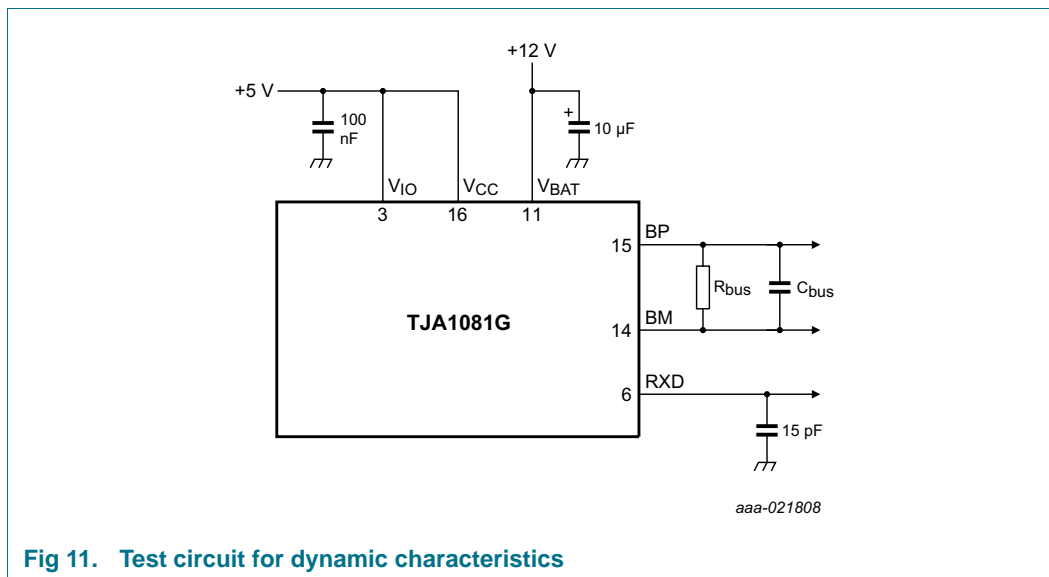 +12 V
+5 V
100
nF
+
10 µF
VIO
VCC
VBAT
3
16
11
15
BP
Rbus
Cbus
TJA1081G
14
BM
6
RXD
15 pF
aaa-021808
Fig 11. Test circuit for dynamic characteristics